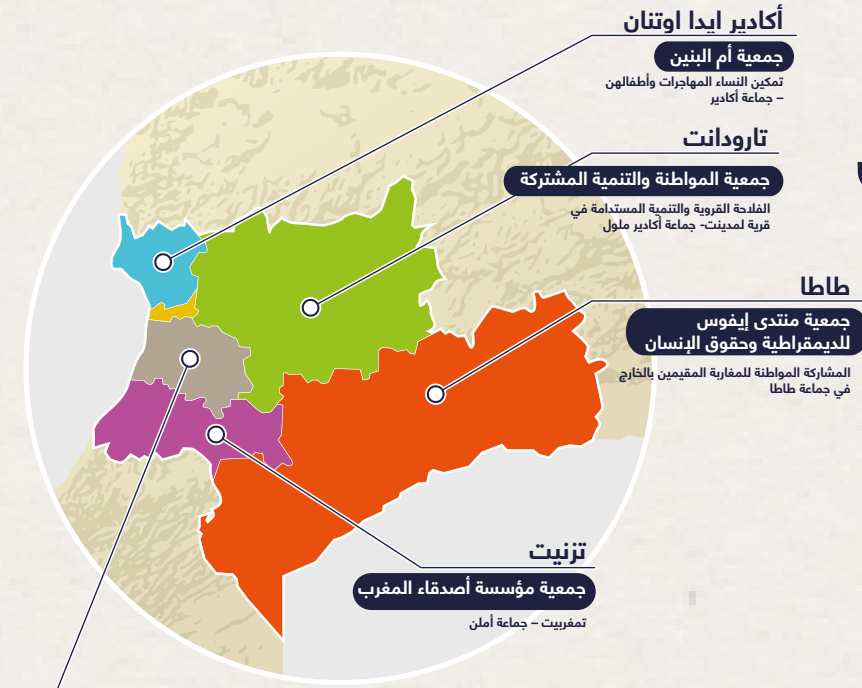 أكادير ايدا اوتنان
جمعية أم البنين
تمكين النساء المهاجرات وأطفالهن
– جماعة أكادير
تارودانت
جمعية المواطنة والتنمية المشتركة
الفلاحة القروية والتنمية المستدامة في
قرية لمدينت- جماعة أكادير ملول
طاطا
جمعية منتدى إيفوس
للديمقراطية وحقوق الإنسان
المشاركة المواطنة للمغاربة المقيمين بالخارج
في جماعة طاطا
تزنيت
جمعية مؤسسة أصدقاء المغرب
تمغربيت – جماعة أملن